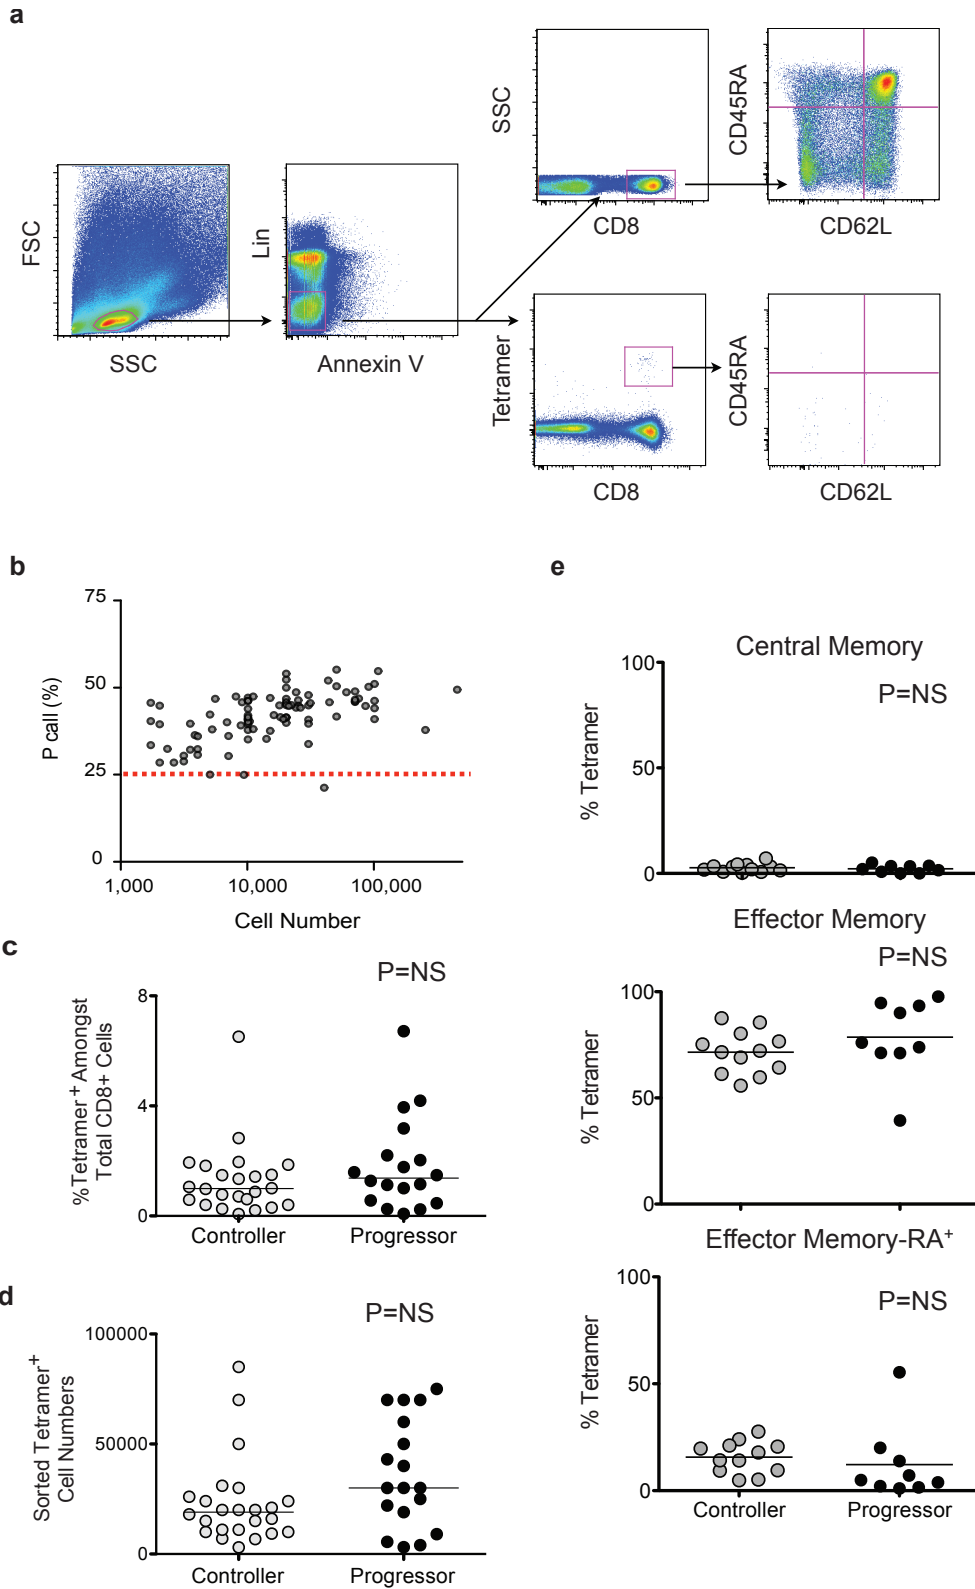 a
FSC
SSC
Lin
Annexin V
SSC
CD8
CD45RA
CD62L
Tetramer
CD8
CD45RA
CD62L
b
75
50
25
0
P call (%)
1,000
10,000
100,000
Cell Number
c
P=NS
8
4
0
%Tetramer+ Amongst
Total CD8+ Cells
Controller
Progressor
d
P=NS
100000
50000
0
Sorted Tetramer+
Cell Numbers
Controller
Progressor
e
Central Memory
P=NS
100
50
0
% Tetramer
Effector Memory
P=NS
100
50
0
% Tetramer
Effector Memory-RA+
P=NS
100
50
0
% Tetramer
Controller
Progressor